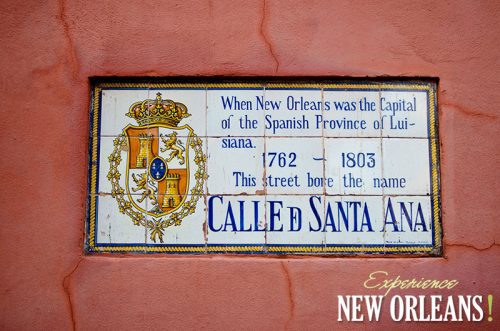 When New Orleans was the Capital
of the Spanish Province of Lui-
siana.
1762 - 1803
This street bore the name
CALLE D SANTA ANA
Experience
NEW ORLEANS!